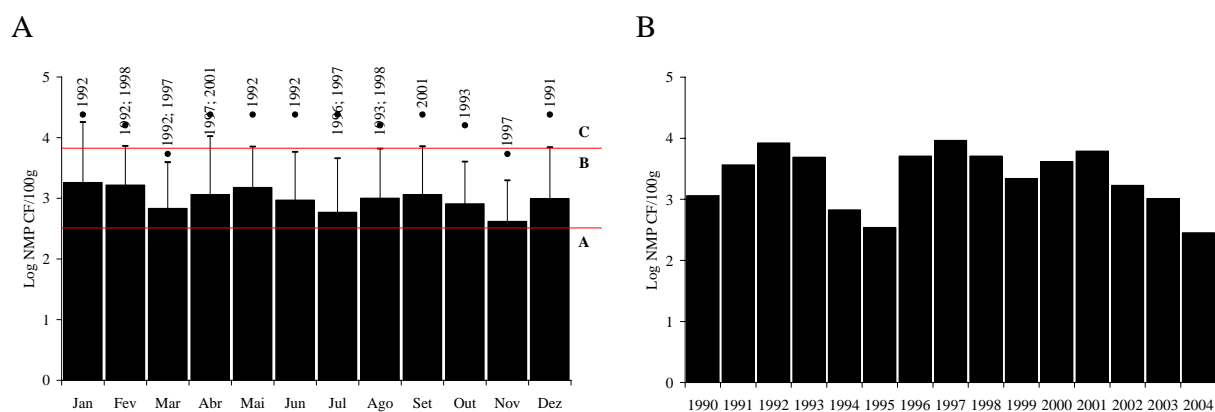 A
B
Log NMP CF/100g
5
4
3
2
1
0
1992
1992; 1998
1992; 1997
1997; 2001
1992
1992
1996; 1997
1993; 1998
2001
1993
1997
1991
C
B
A
Jan Fev Mar Abr Mai Jun Jul Ago Set Out Nov Dez
Log NMP CF/100g
5
4
3
2
1
0
1990 1991 1992 1993 1994 1995 1996 1997 1998 1999 2000 2001 2002 2003 2004